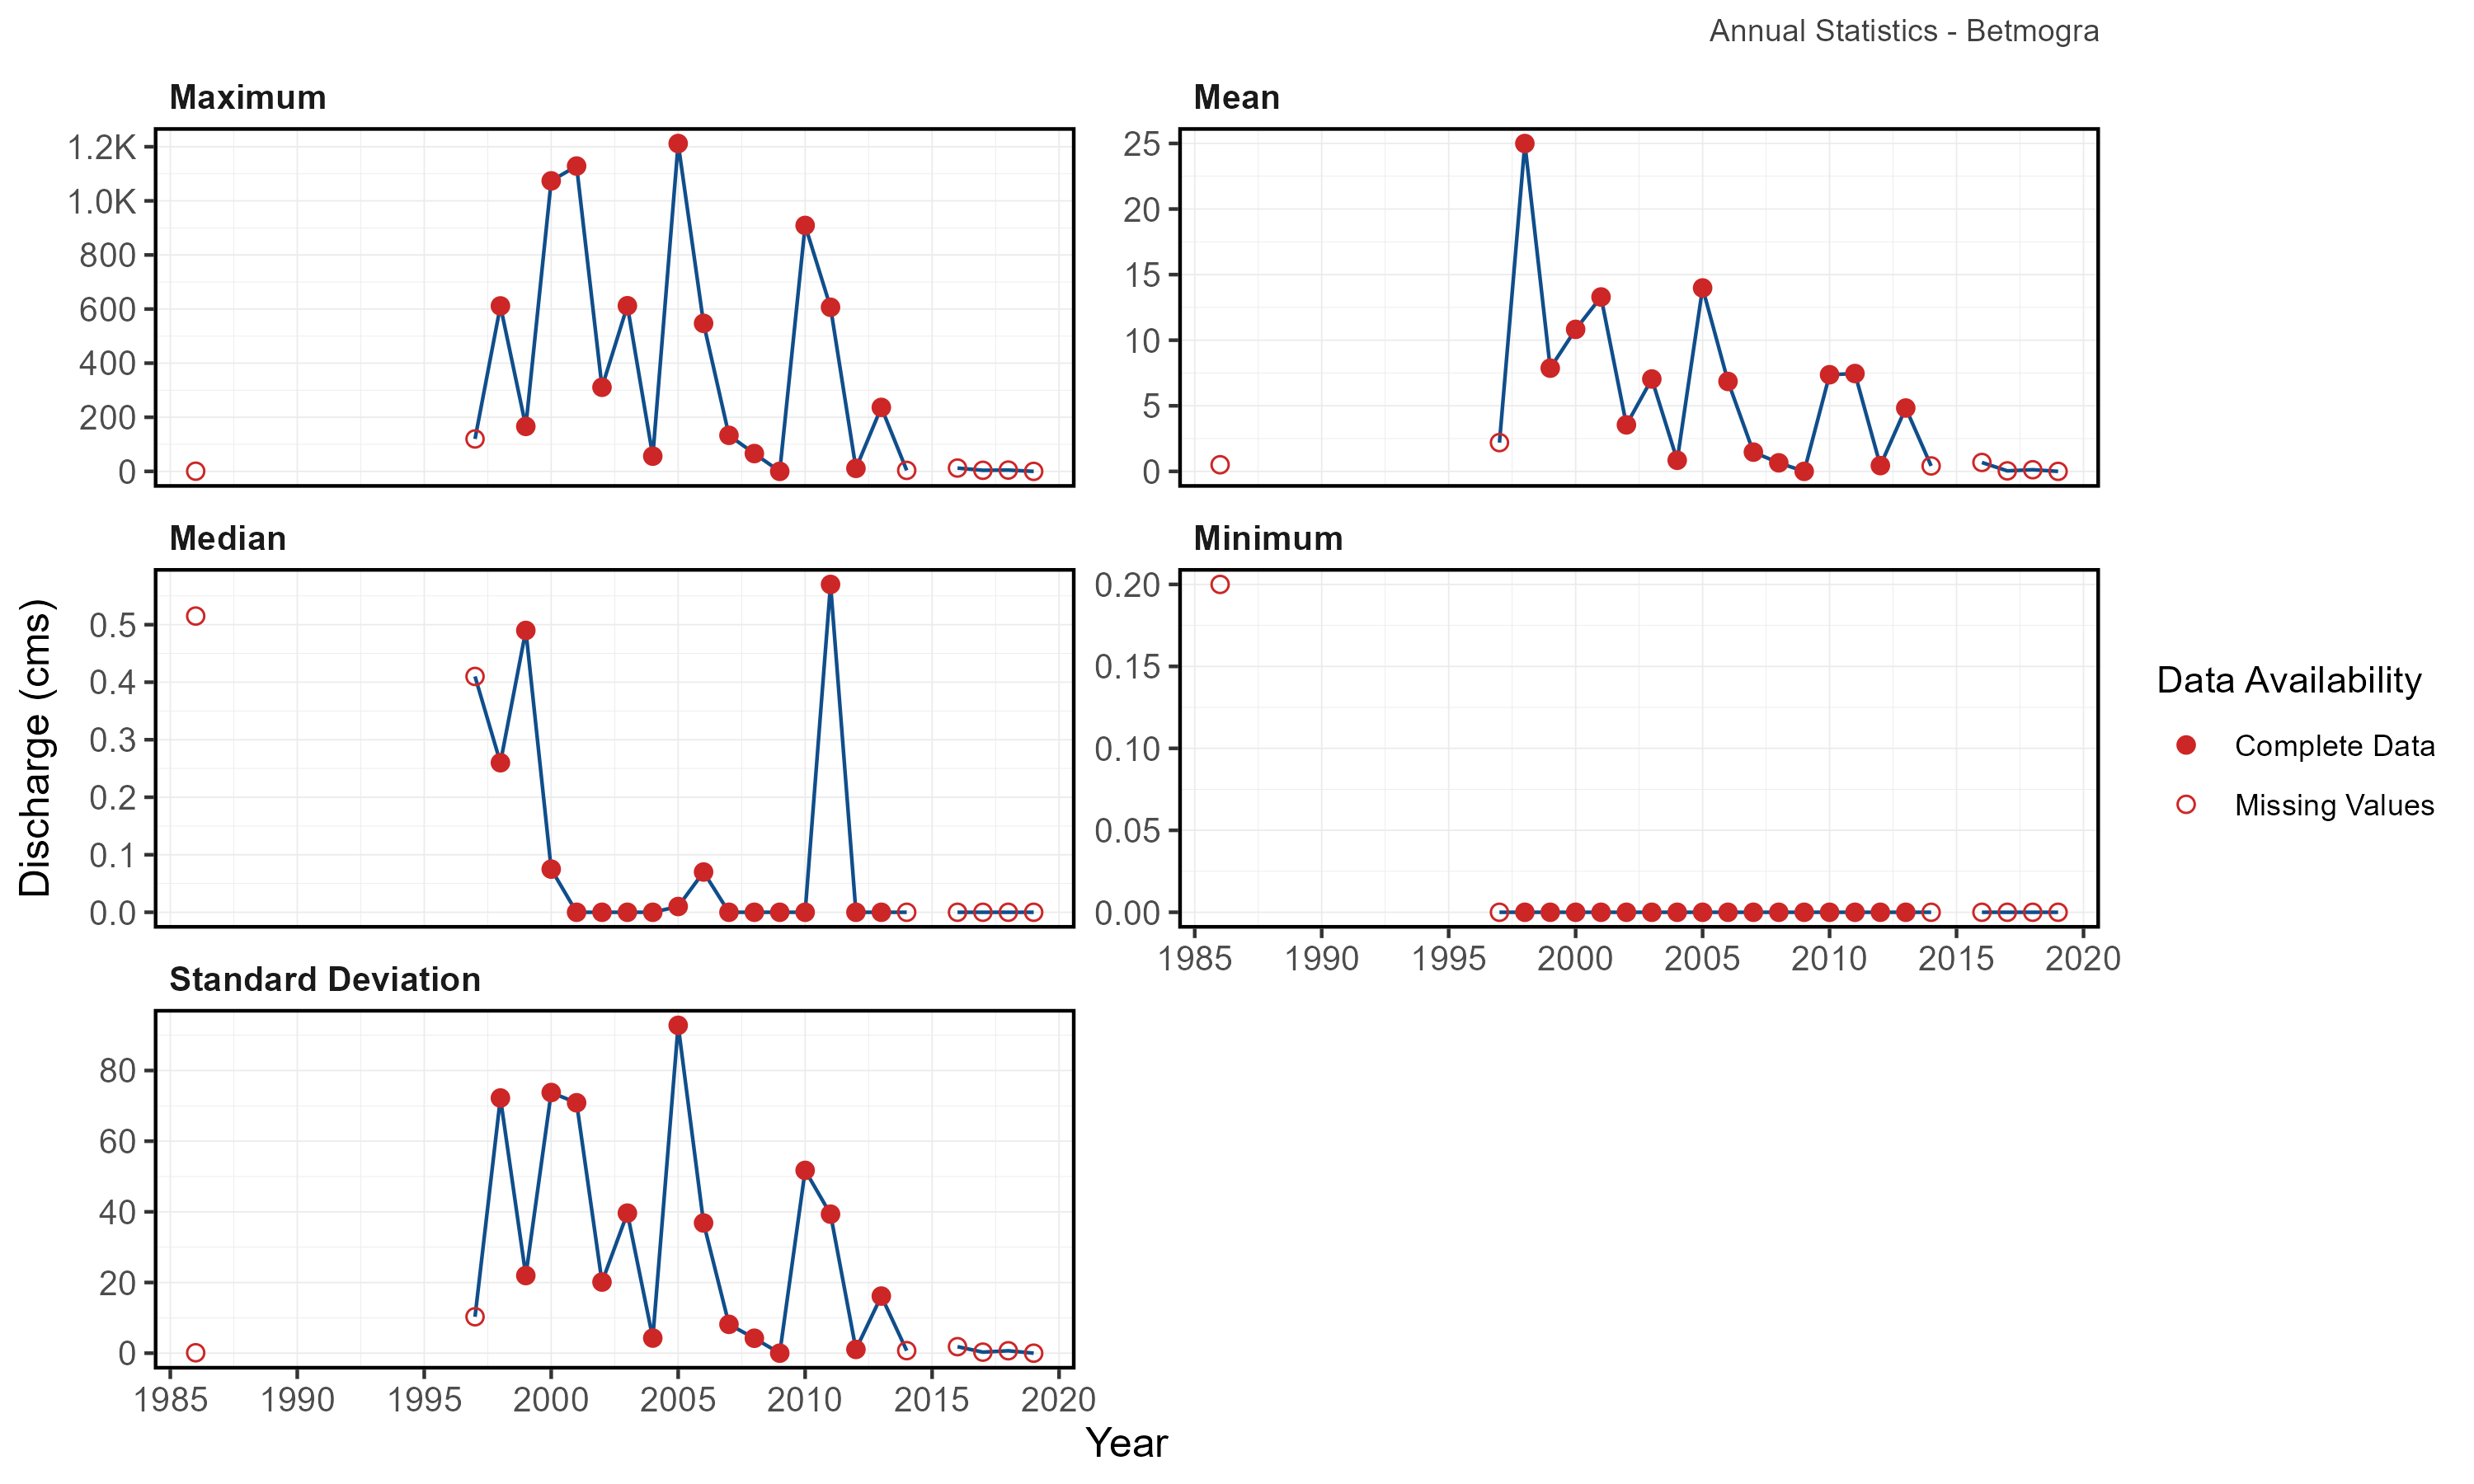 Annual Statistics - Betmogra
Maximum
1.2K
1.0K
800
600
400
200
0
Mean
25
20
15
10
5
0
Discharge (cms)
Median
0.5
0.4
0.3
0.2
0.1
0.0
Minimum
0.20
0.15
0.10
0.05
0.00
1985 1990 1995 2000 2005 2010 2015 2020
Standard Deviation
80
60
40
20
0
1985 1990 1995 2000 2005 2010 2015 2020
Year
Data Availability
Complete Data
Missing Values